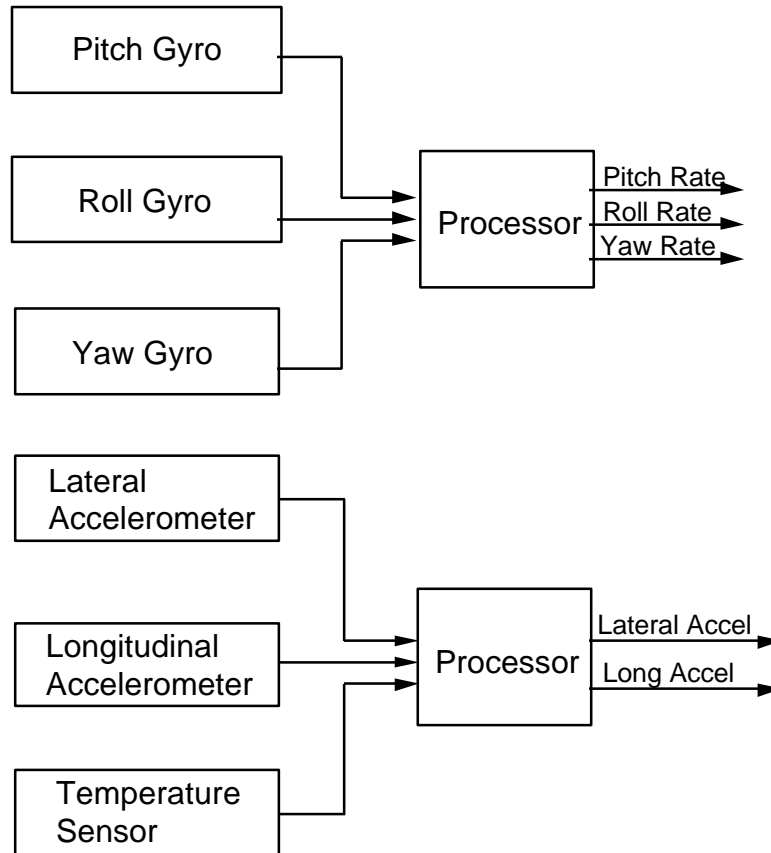 Pitch Gyro
Roll Gyro
Yaw Gyro
Processor
Pitch Rate
Roll Rate
Yaw Rate
Lateral
Accelerometer
Longitudinal
Accelerometer
Temperature
Sensor
Processor
Lateral Accel
Long Accel